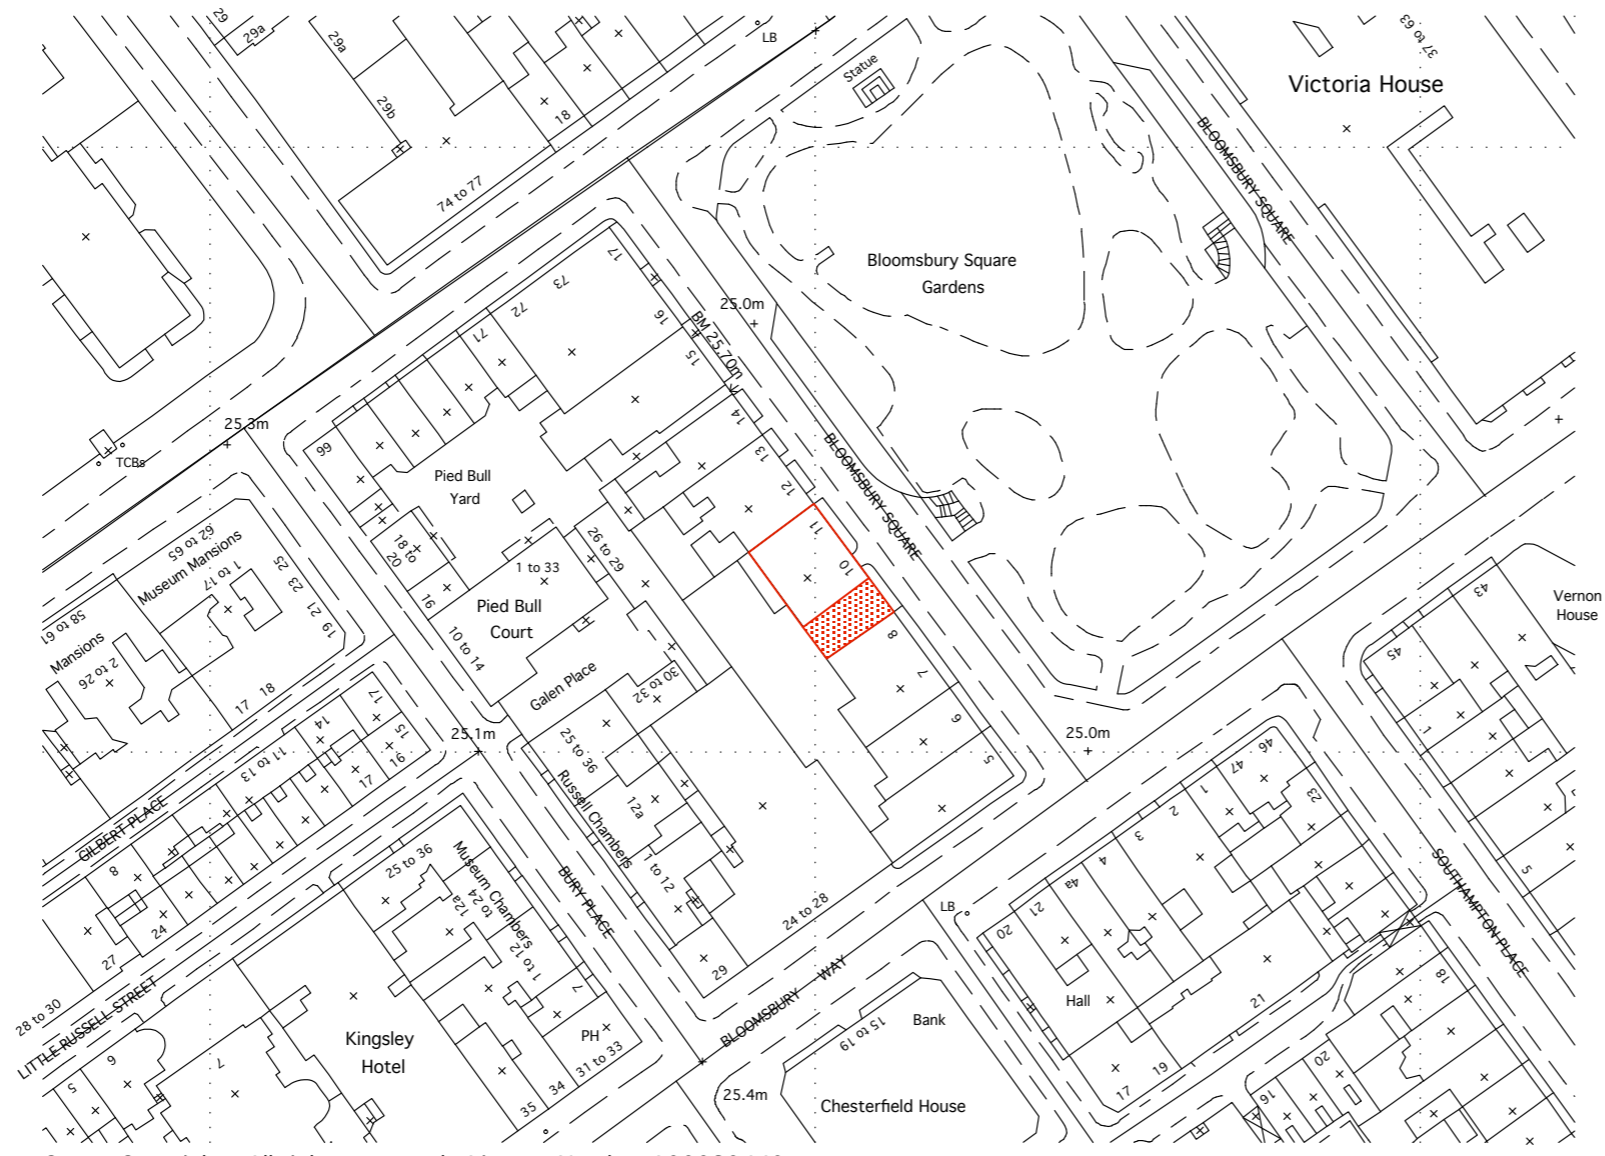 29
29a
29a
29b
18
LB
Statue
37 to 63
Victoria House
BLOOMSBURY SQUARE
74 to 77
Bloomsbury Square
Gardens
17
73
72
71
16
25.0m
BM 25.70m
15
14
13
12
11
10
BLOOMSBURY SQUARE
25.3m
TCBs
66
Pied Bull
Yard
18 to
20
16
1 to 33
26 to 29
Pied Bull
Court
10 to 14
Galen Place
30 to 32
62 to 65
Museum Mansions
1 to 17
25
23
21
19
58 to 61
Mansions
2 to 26
17
18
8
7
6
5
43
Vernon
House
45
1
5
25.1m
25.0m
17
15
14
11 to 13
17
16
GILBERT PLACE
8
24
27
28 to 30
LITTLE RUSSELL STREET
25 to 36
Russell Chambers
12a
1 to 12
29
24 to 28
BURY PLACE
25 to 36
Museum Chambers
12a to 24
1 to 12
7
PH
31 to 33
34
35
Kingsley
Hotel
5
6
7
BLOOMSBURY WAY
46
47
23
1
2
3
4
4a
21
20
LB
Hall
21
17
19
18
20
16
SOUTHAMPTON PLACE
Bank
15 to 19
25.4m
Chesterfield House